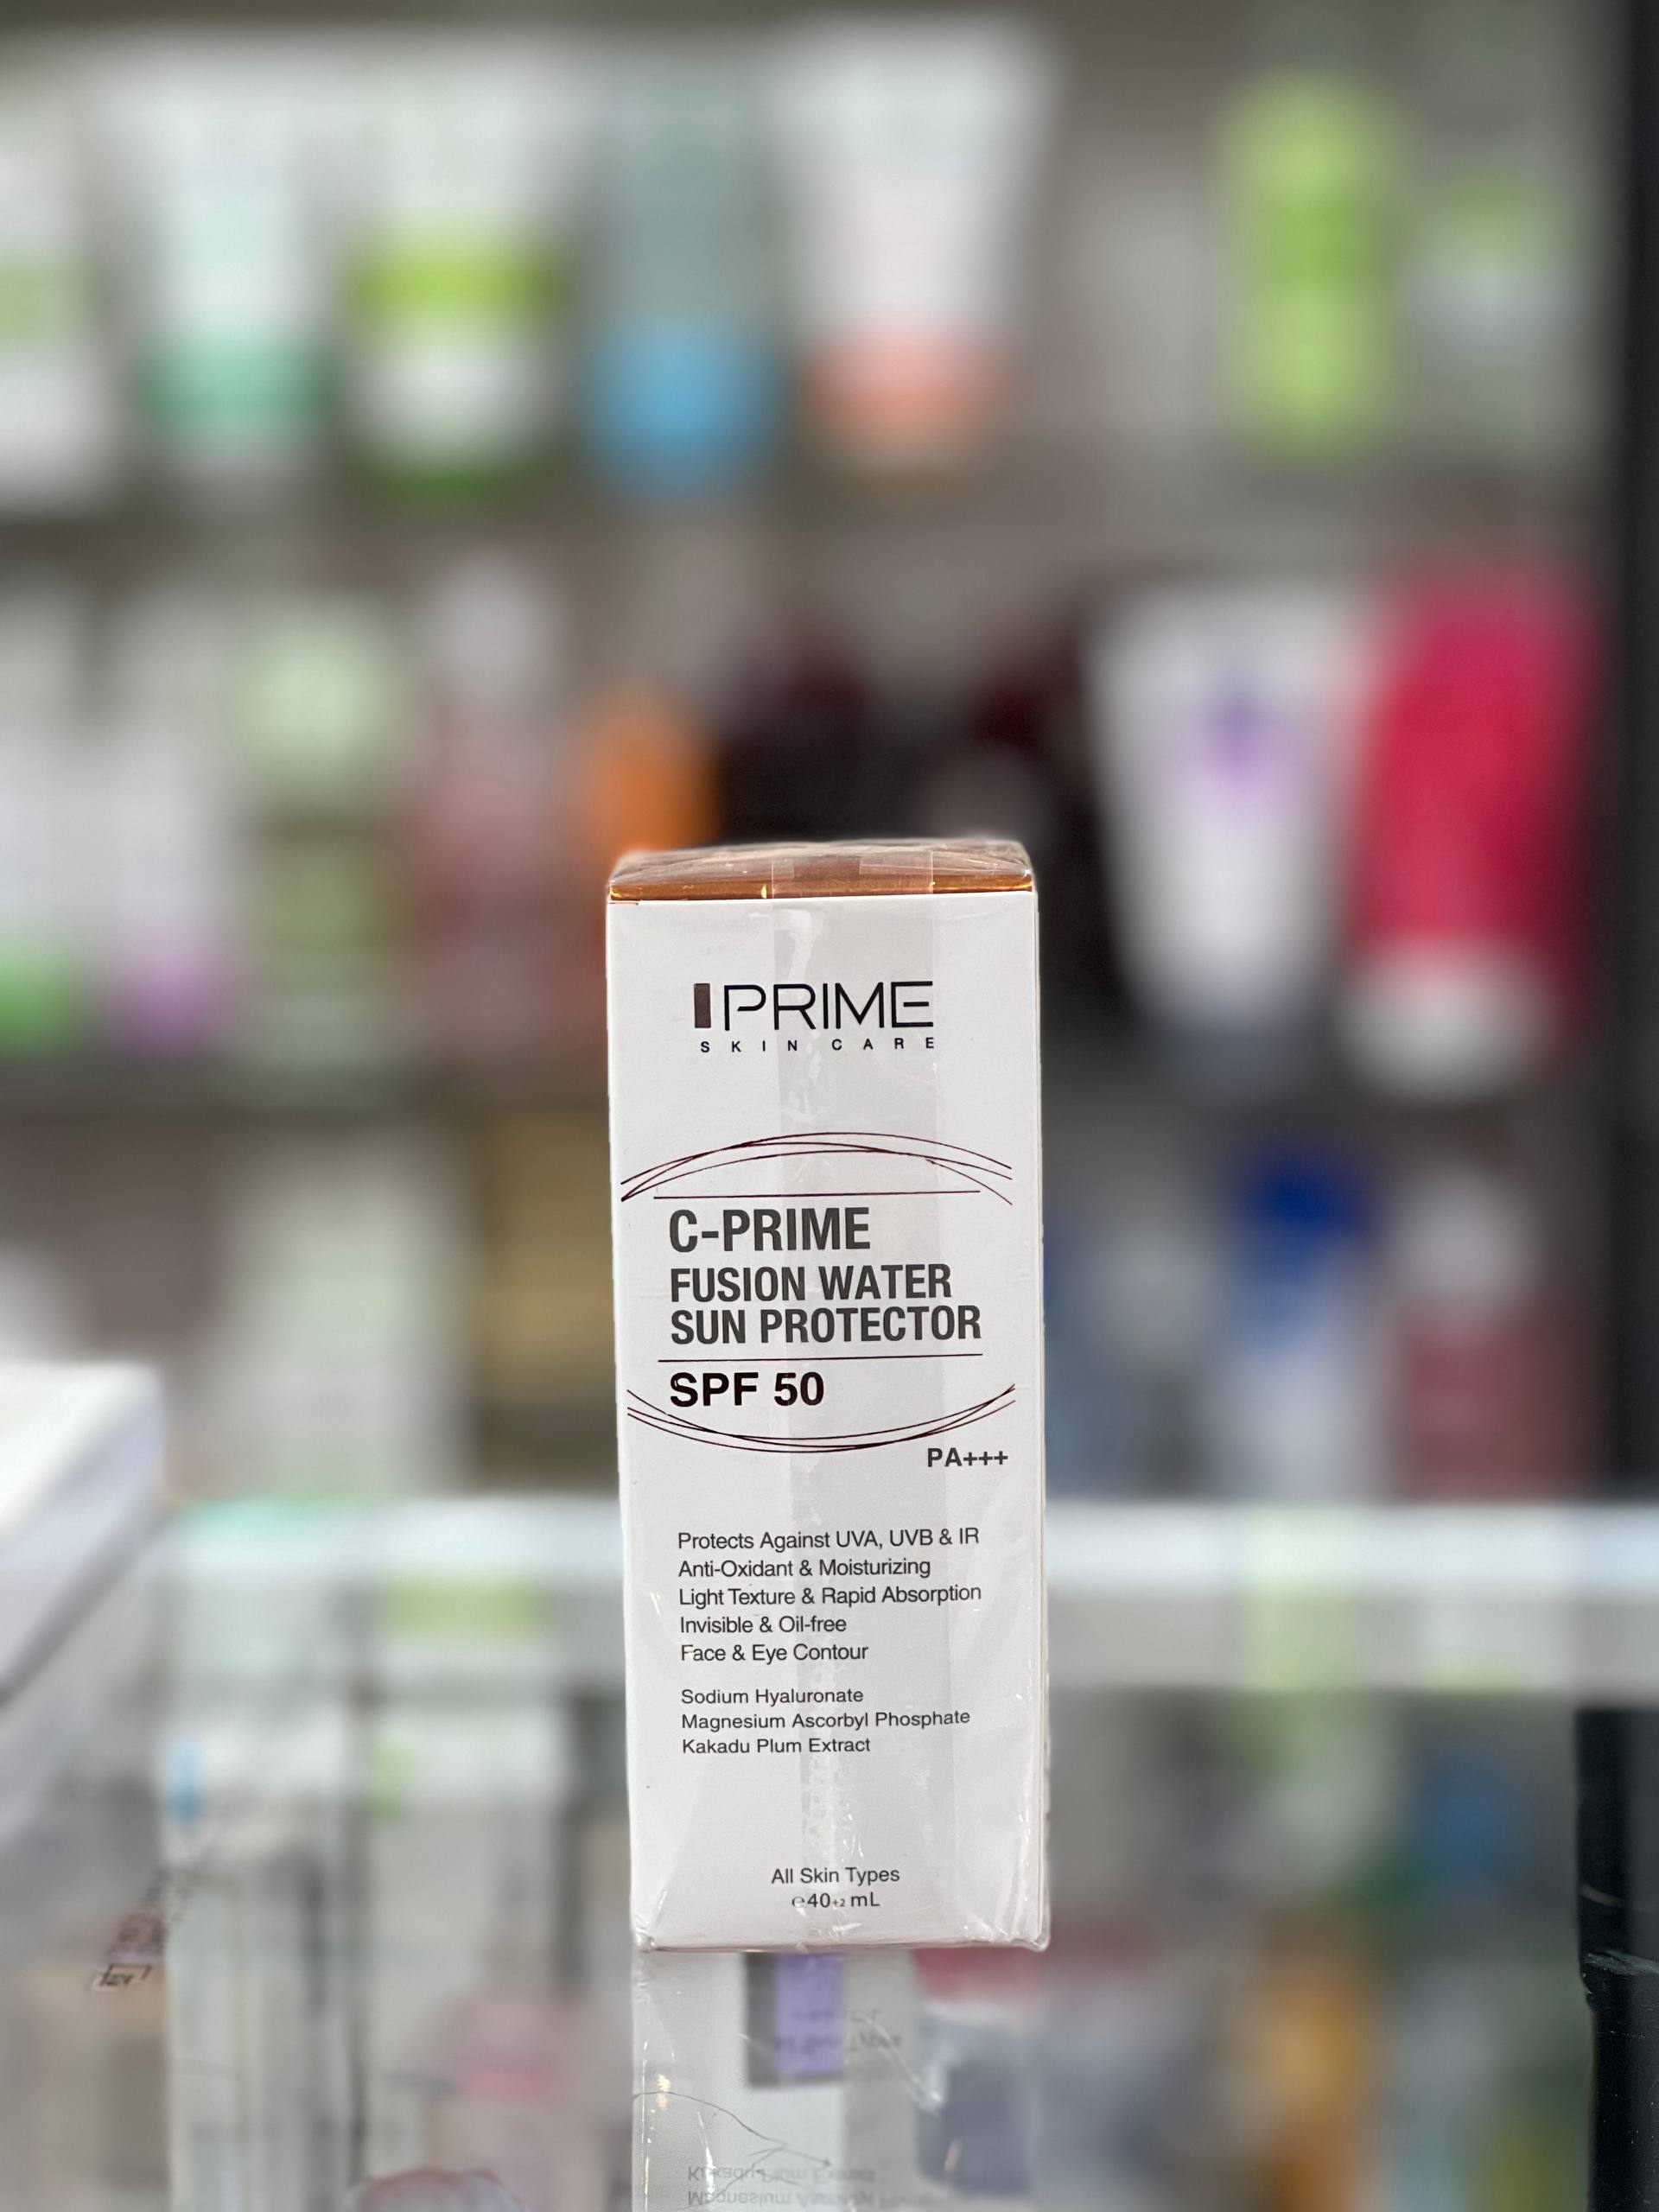 PRIME
SKIN CARE
C-PRIME
FUSION WATER
SUN PROTECTOR
SPF 50
PA+++
Protects Against UVA, UVB & IR
Anti-Oxidant & Moisturizing
Light Texture & Rapid Absorption
Invisible & Oil-free
Face & Eye Contour
Sodium Hyaluronate
Magnesium Ascorbyl Phosphate
Kakadu Plum Extract
All Skin Types
℮40±2 mL